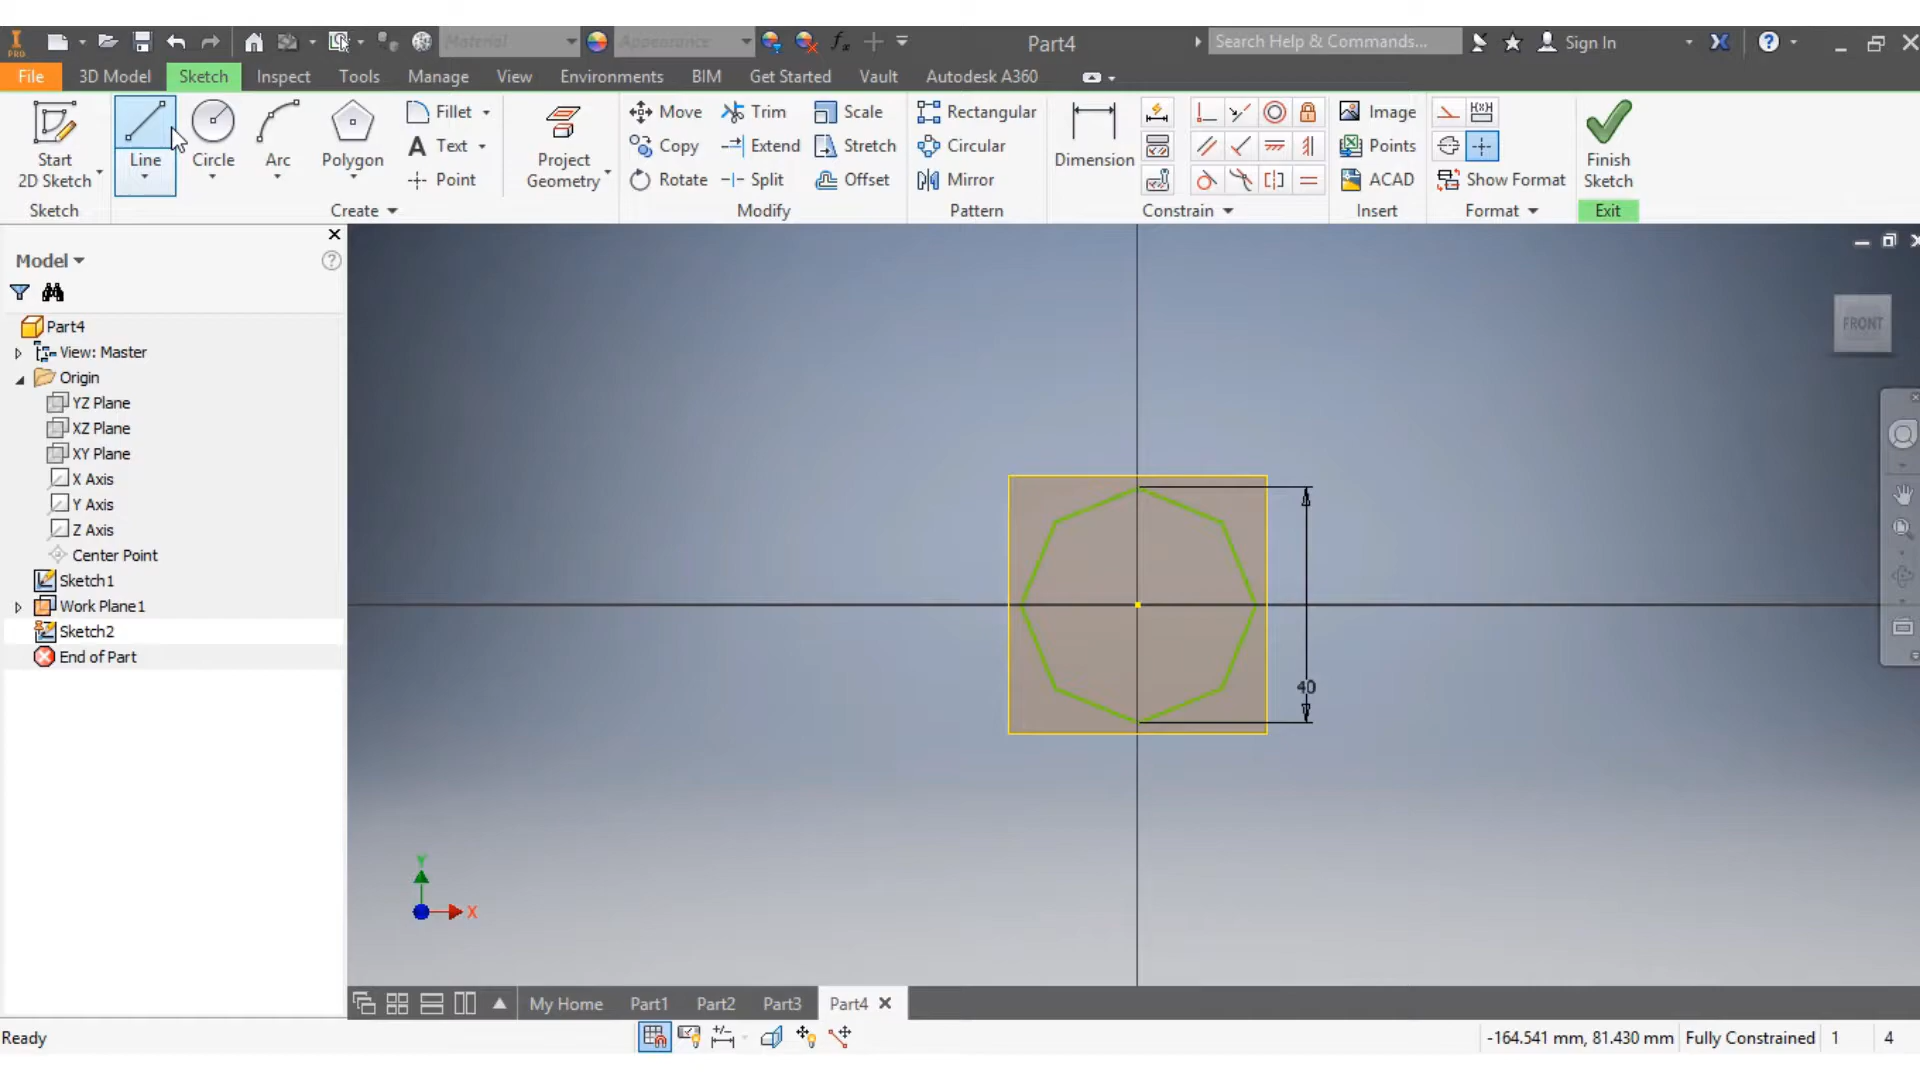 PRO
Material
Appearance
Part4
Search Help & Commands...
Sign In
File
3D Model
Sketch
Inspect
Tools
Manage
View
Environments
BIM
Get Started
Vault
Autodesk A360
Start
2D Sketch
Line
Circle
Arc
Polygon
Fillet
Text
Point
Project
Geometry
Move
Copy
Rotate
Trim
Extend
Split
Scale
Stretch
Offset
Rectangular
Circular
Mirror
Dimension
Image
Points
ACAD
Show Format
Finish
Sketch
Sketch
Create
Modify
Pattern
Constrain
Insert
Format
Exit
Model
Part4
View: Master
Origin
YZ Plane
XZ Plane
XY Plane
X Axis
Y Axis
Z Axis
Center Point
Sketch1
Work Plane1
Sketch2
End of Part
FRONT
40
Y
X
My Home
Part1
Part2
Part3
Part4
Ready
-164.541 mm, 81.430 mm
Fully Constrained
1
4